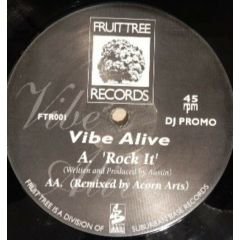 FRUITTREE
RECORDS
FTR001
45
rpm
DJ PROMO
Vibe Alive
A. 'Rock It'
(Written and Produced by Austin)
AA. (Remixed by Acorn Arts)
FRUITTREE IS A DIVISION OF SUBURBAN BASE RECORDS